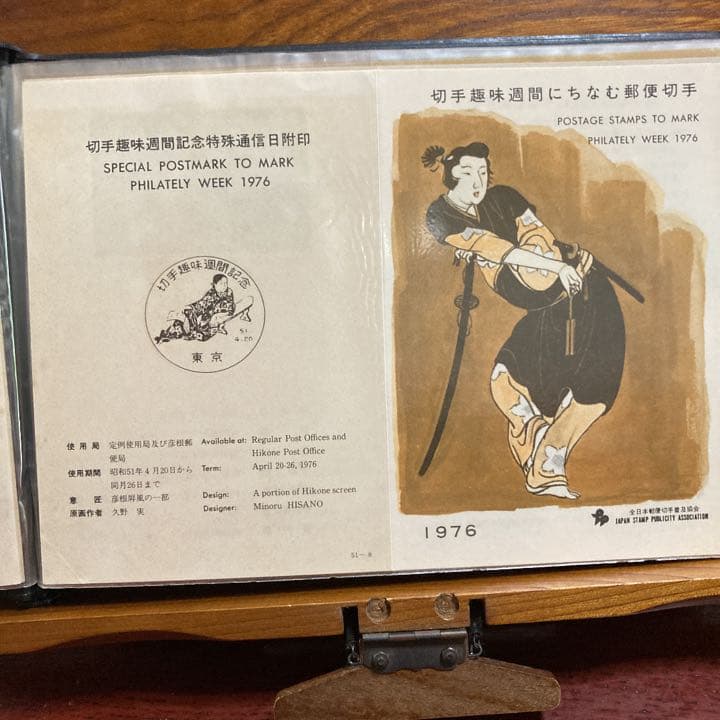 切手趣味週間記念特殊通信日附印
SPECIAL POSTMARK TO MARK
PHILATELY WEEK 1976
切手趣味週間記念
51
4.20
東京
使用局 定例使用局及び彦根郵便局 Available at: Regular Post Offices and Hikone Post Office
使用期間 昭和51年4月20日から同月26日まで Term: April 20-26, 1976
意匠 彦根屏風の一部 Design: A portion of Hikone screen
原画作者 久野 実 Designer: Minoru HISANO
51-8
切手趣味週間にちなむ郵便切手
POSTAGE STAMPS TO MARK
PHILATELY WEEK 1976
1976
全日本郵便切手普及協会
JAPAN STAMP PUBLICITY ASSOCIATION